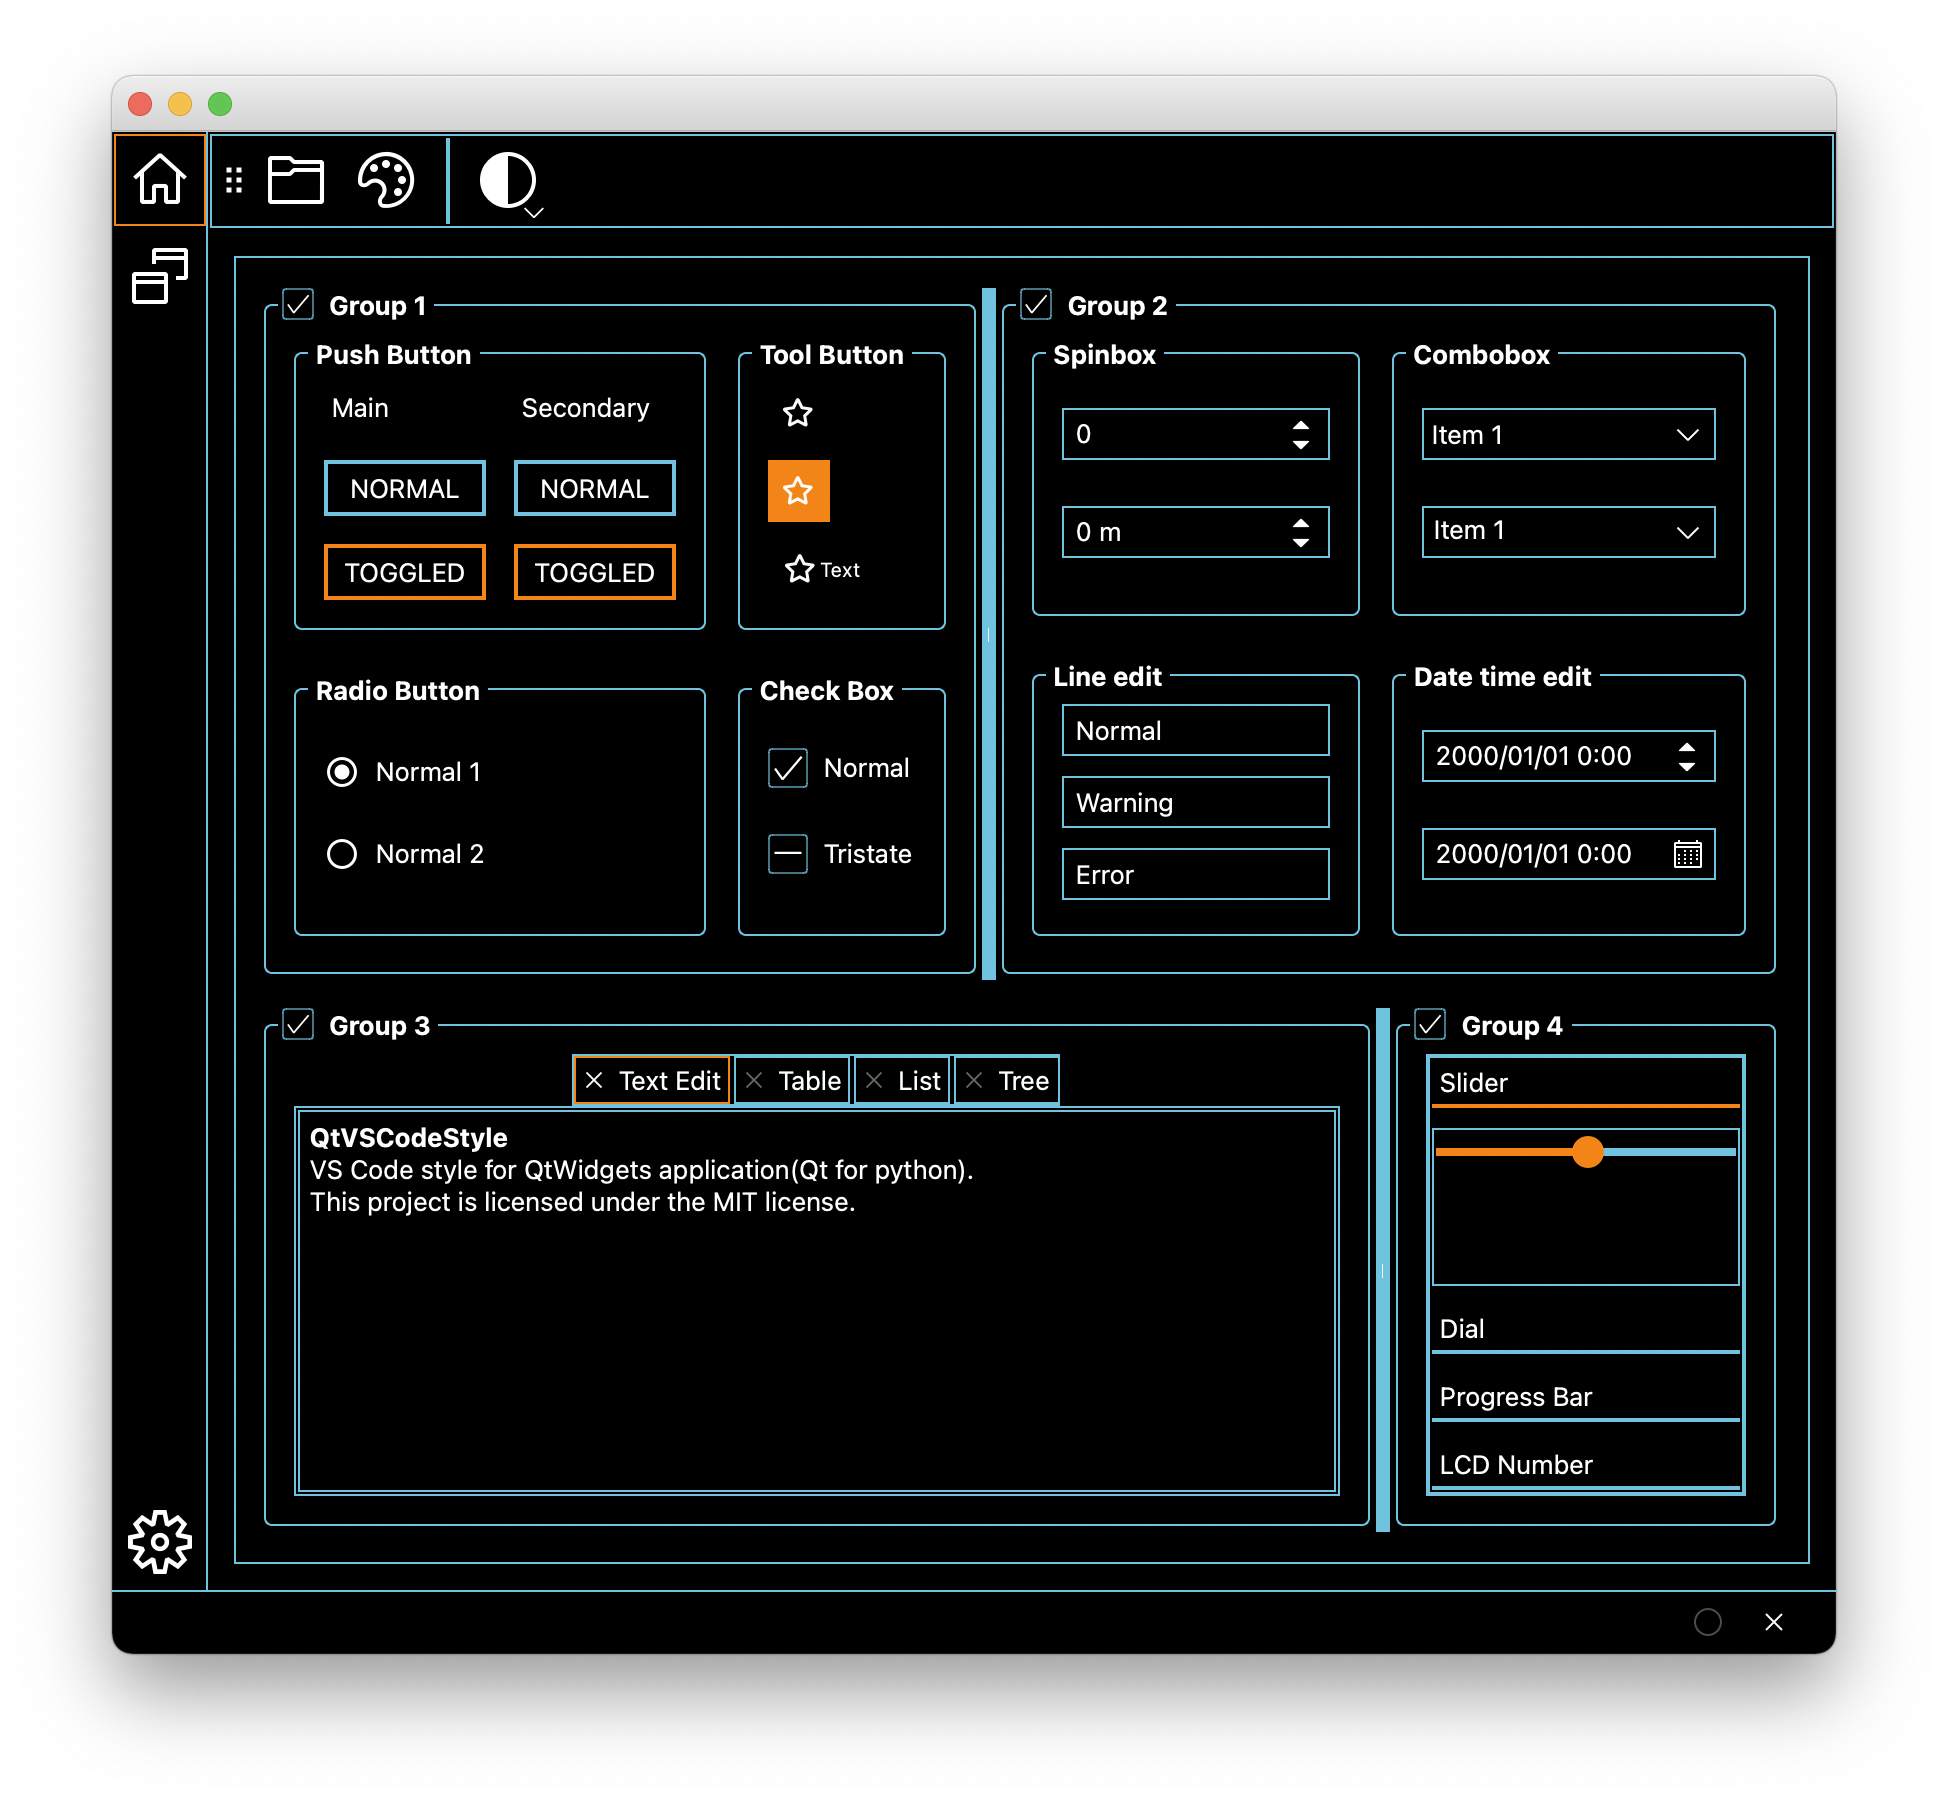 Group 1
Push Button
Main
Secondary
NORMAL
NORMAL
TOGGLED
TOGGLED
Tool Button
Text
Radio Button
Normal 1
Normal 2
Check Box
Normal
Tristate
Group 2
Spinbox
0
0 m
Combobox
Item 1
Item 1
Line edit
Normal
Warning
Error
Date time edit
2000/01/01 0:00
2000/01/01 0:00
Group 3
Text Edit
Table
List
Tree
QtVSCodeStyle
VS Code style for QtWidgets application(Qt for python).
This project is licensed under the MIT license.
Group 4
Slider
Dial
Progress Bar
LCD Number